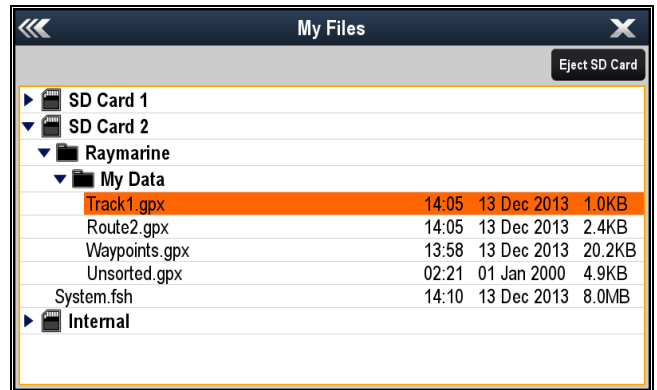 My Files
Eject SD Card
SD Card 1
SD Card 2
Raymarine
My Data
Track1.gpx 14:05 13 Dec 2013 1.0KB
Route2.gpx 14:05 13 Dec 2013 2.4KB
Waypoints.gpx 13:58 13 Dec 2013 20.2KB
Unsorted.gpx 02:21 01 Jan 2000 4.9KB
System.fsh 14:10 13 Dec 2013 8.0MB
Internal